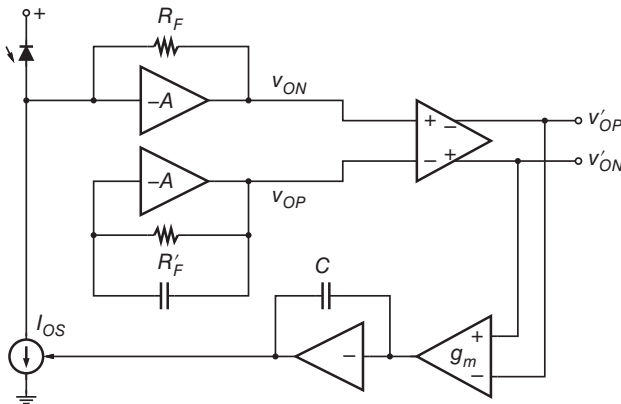 +
R_F
−A
v_ON
+ −
− +
v'_OP
v'_ON
−A
v_OP
R'_F
C
I_OS
−
g_m
+
−